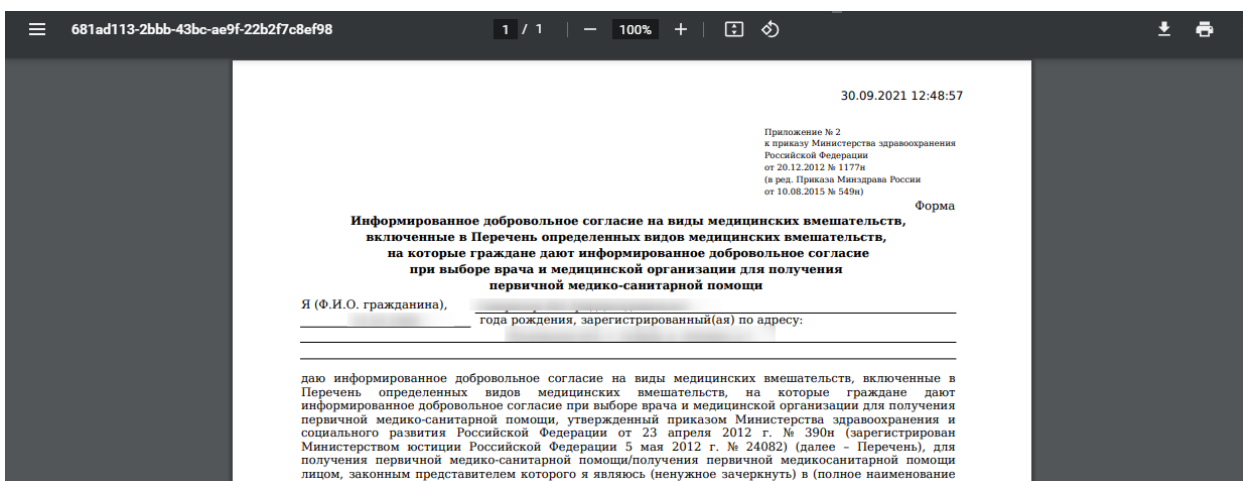 681ad113-2bbb-43bc-ae9f-22b2f7c8ef98 1 / 1 100%
30.09.2021 12:48:57
Приложение № 2
к приказу Министерства здравоохранения
Российской Федерации
от 20.12.2012 № 1177н
(в ред. Приказа Минздрава России
от 10.08.2015 № 549н)
Форма
Информированное добровольное согласие на виды медицинских вмешательств,
включенные в Перечень определенных видов медицинских вмешательств,
на которые граждане дают информированное добровольное согласие
при выборе врача и медицинской организации для получения
первичной медико-санитарной помощи
Я (Ф.И.О. гражданина),
года рождения, зарегистрированный(ая) по адресу:
даю информированное добровольное согласие на виды медицинских вмешательств, включенные в
Перечень определенных видов медицинских вмешательств, на которые граждане дают
информированное добровольное согласие при выборе врача и медицинской организации для получения
первичной медико-санитарной помощи, утвержденный приказом Министерства здравоохранения и
социального развития Российской Федерации от 23 апреля 2012 г. № 390н (зарегистрирован
Министерством юстиции Российской Федерации 5 мая 2012 г. № 24082) (далее – Перечень), для
получения первичной медико-санитарной помощи/получения первичной медикосанитарной помощи
лицом, законным представителем которого я являюсь (ненужное зачеркнуть) в (полное наименование